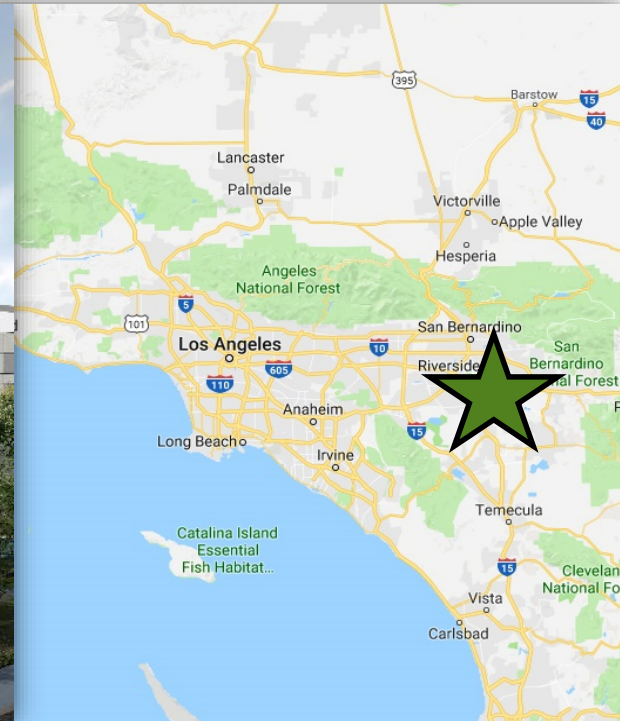 395
Barstow
15
40
Lancaster
Palmdale
Victorville
Apple Valley
Hesperia
Angeles
National Forest
5
101
San Bernardino
Los Angeles
10
605
Riverside
San
Bernardino
al Forest
110
Anaheim
15
Long Beach
Irvine
Temecula
Catalina Island
Essential
Fish Habitat...
15
Clevelan
National Fo
Vista
Carlsbad